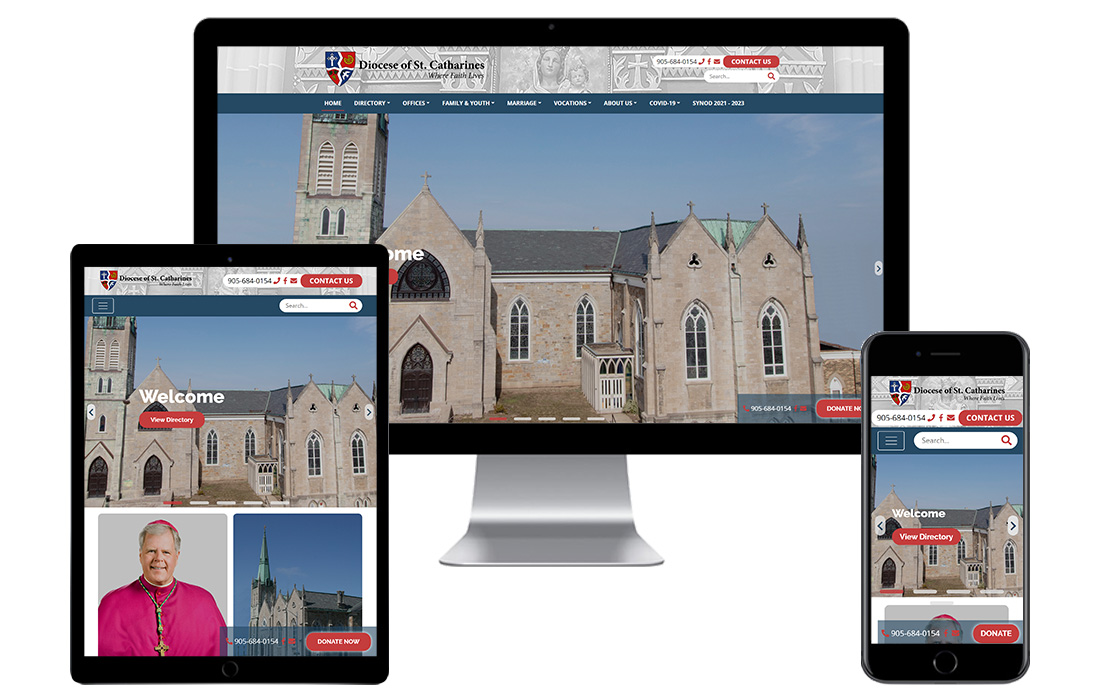 Diocese of St. Catharines
Where Faith Lives
905-684-0154
CONTACT US
Search...
HOME DIRECTORY OFFICES FAMILY & YOUTH MARRIAGE VOCATIONS ABOUT US COVID-19 SYNOD 2021 - 2023
ome
905-684-0154
DONATE NO
Diocese of St. Catharines
Where Faith Lives
905-684-0154
CONTACT US
Search...
Welcome
View Directory
905-684-0154
DONATE NOW
Diocese of St. Catharines
Where Faith Lives
905-684-0154
CONTACT US
Search...
Welcome
View Directory
905-684-0154
DONATE